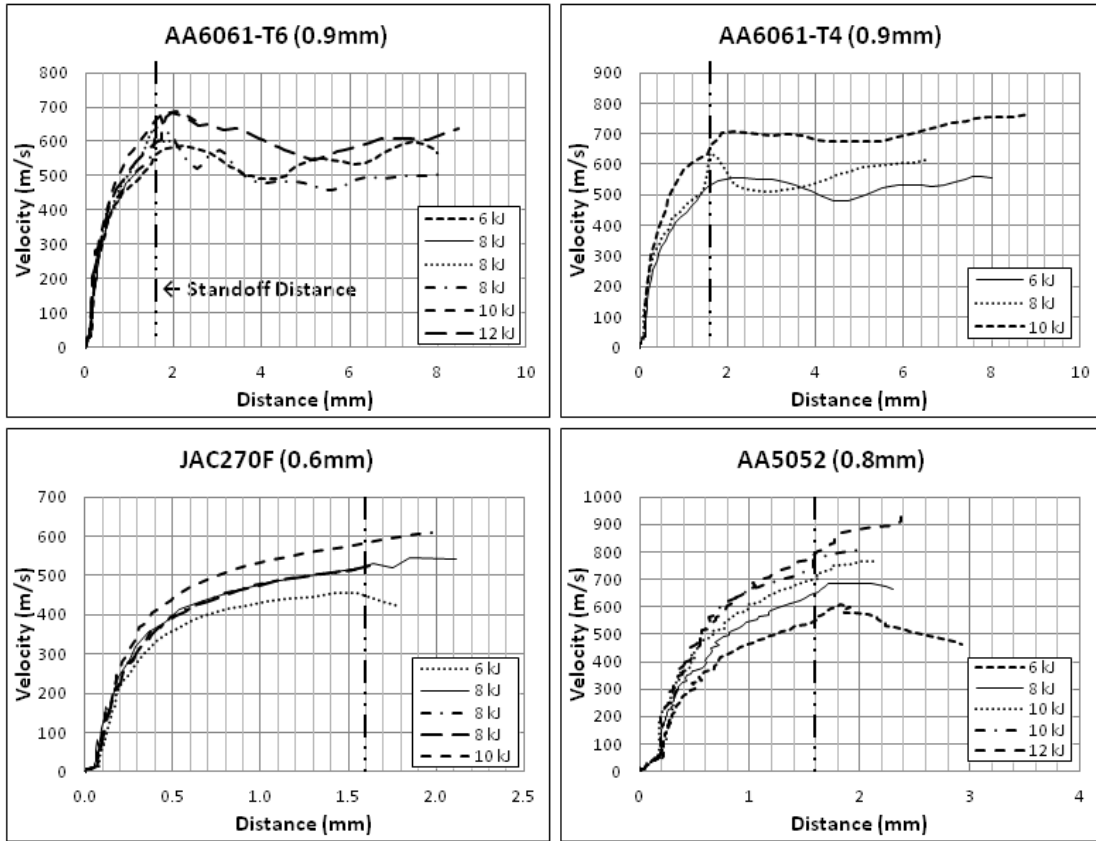 AA6061-T6 (0.9mm)
Velocity (m/s)
800
700
600
500
400
300
200
100
0
← Standoff Distance
6 kJ
8 kJ
8 kJ
8 kJ
10 kJ
12 kJ
0 2 4 6 8 10
Distance (mm)
AA6061-T4 (0.9mm)
Velocity (m/s)
900
800
700
600
500
400
300
200
100
0
6 kJ
8 kJ
10 kJ
0 2 4 6 8 10
Distance (mm)
JAC270F (0.6mm)
Velocity (m/s)
700
600
500
400
300
200
100
0
6 kJ
8 kJ
8 kJ
8 kJ
10 kJ
0.0 0.5 1.0 1.5 2.0 2.5
Distance (mm)
AA5052 (0.8mm)
Velocity (m/s)
1000
900
800
700
600
500
400
300
200
100
0
6 kJ
8 kJ
10 kJ
10 kJ
12 kJ
0 1 2 3 4
Distance (mm)